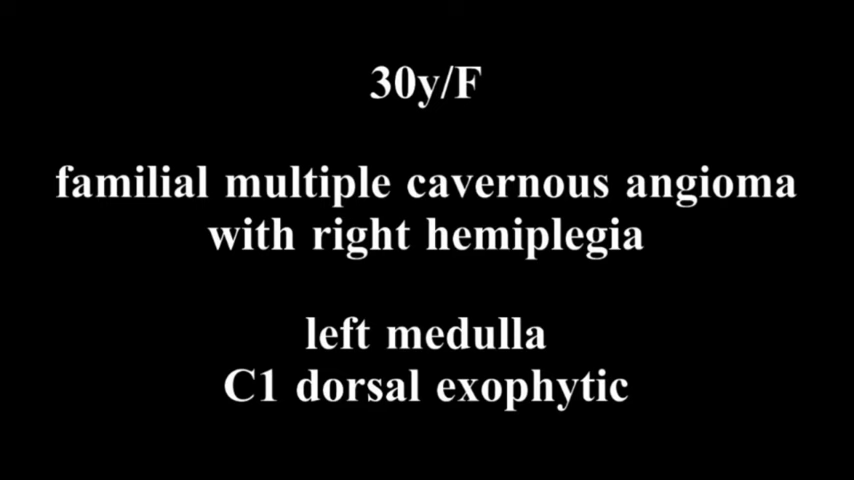 30y/F
familial multiple cavernous angioma
with right hemiplegia
left medulla
C1 dorsal exophytic